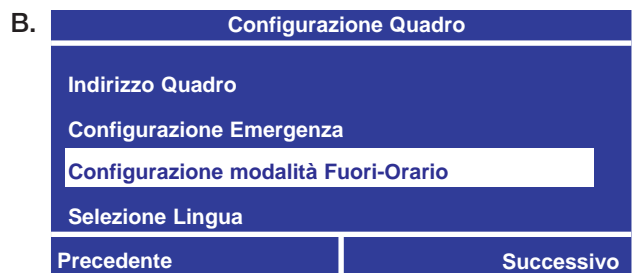 B.
Configurazione Quadro
Indirizzo Quadro
Configurazione Emergenza
Configurazione modalità Fuori-Orario
Selezione Lingua
Precedente Successivo